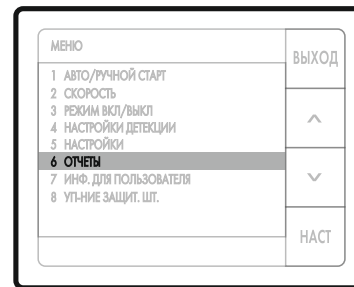 МЕНЮ
1 АВТО/РУЧНОЙ СТАРТ
2 СКОРОСТЬ
3 РЕЖИМ ВКЛ/ВЫКЛ
4 НАСТРОЙКИ ДЕТЕКЦИИ
5 НАСТРОЙКИ
6 ОТЧЕТЫ
7 ИНФ. ДЛЯ ПОЛЬЗОВАТЕЛЯ
8 УП-НИЕ ЗАЩИТ. ШТ.
ВЫХОД
НАСТ